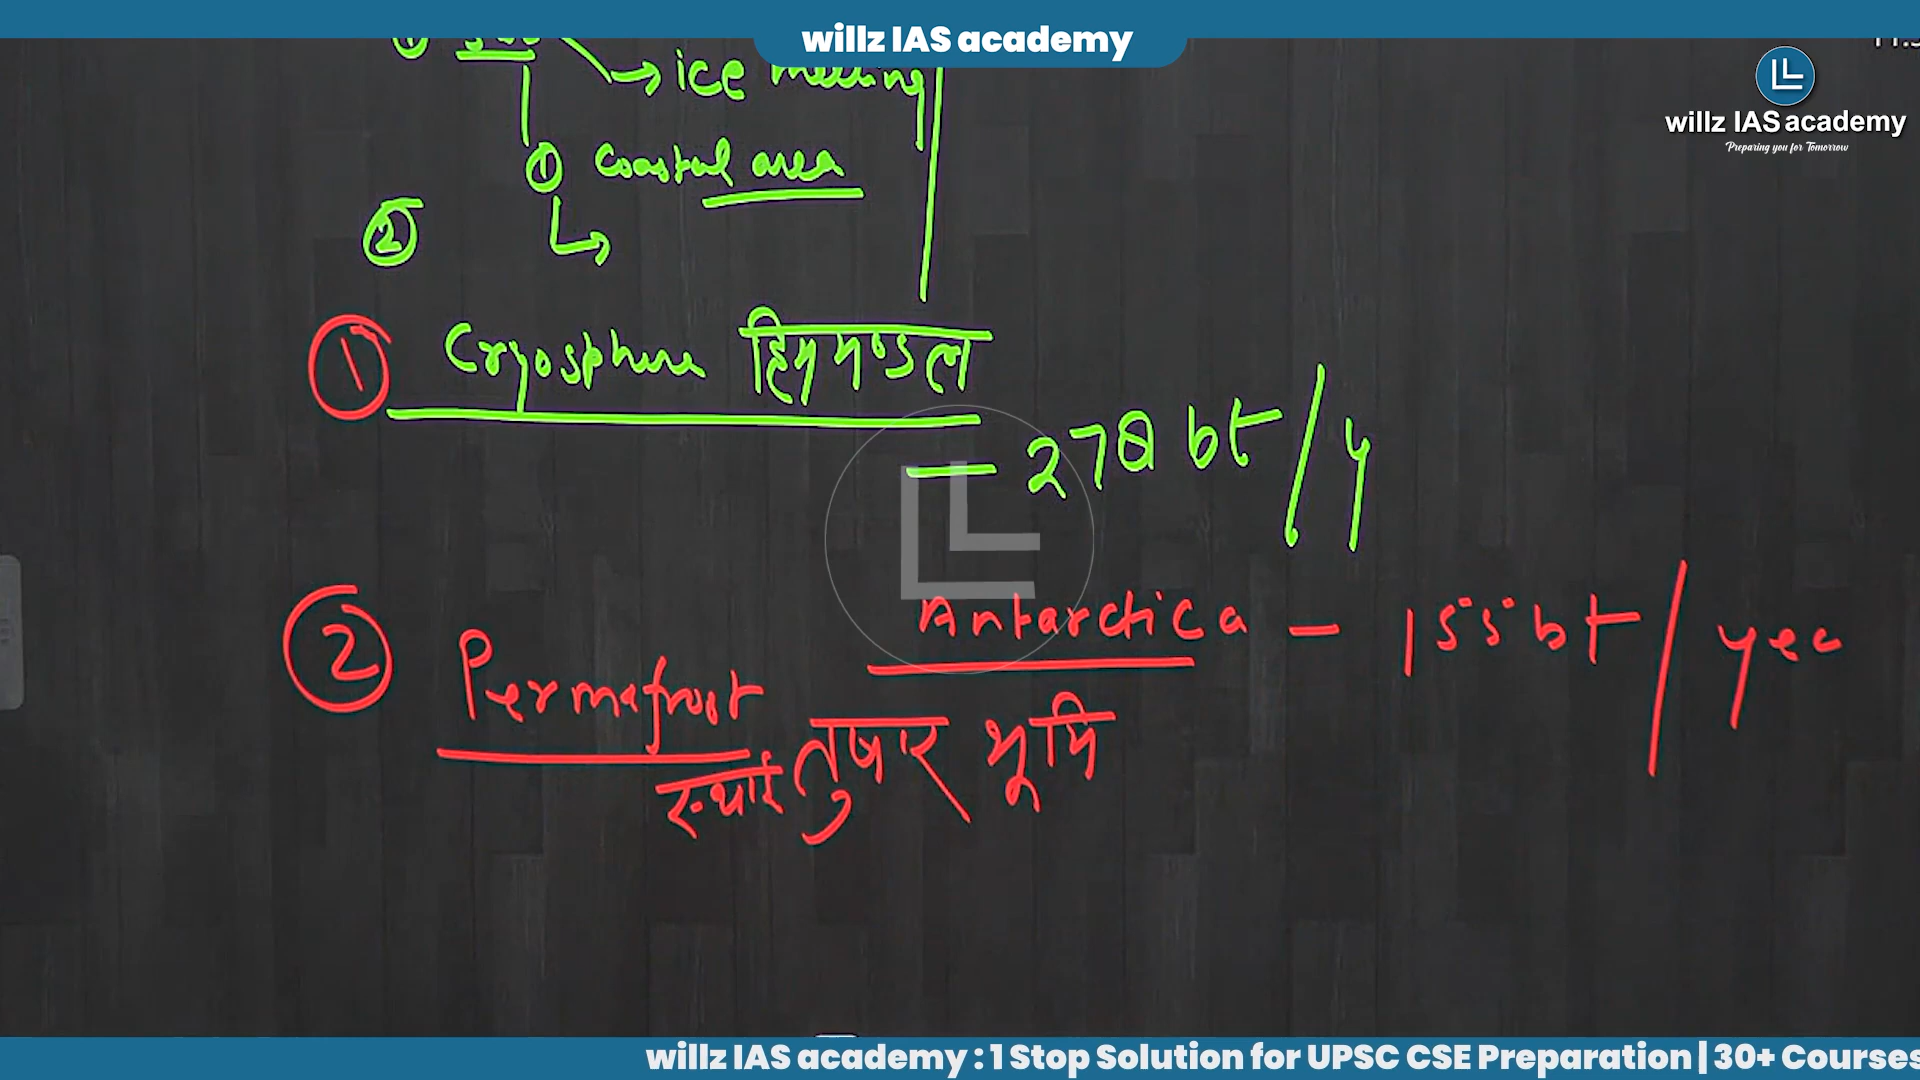 willz IAS academy
willz IAS academy
Preparing you for Tomorrow
→ ice melting
① coastal area
②
① Cryosphere हिममण्डल
— 278 bt/y
Antarctica — 155 bt/yea
② Permafrost
स्थाई तुषार भूमि
willz IAS academy : 1 Stop Solution for UPSC CSE Preparation | 30+ Courses